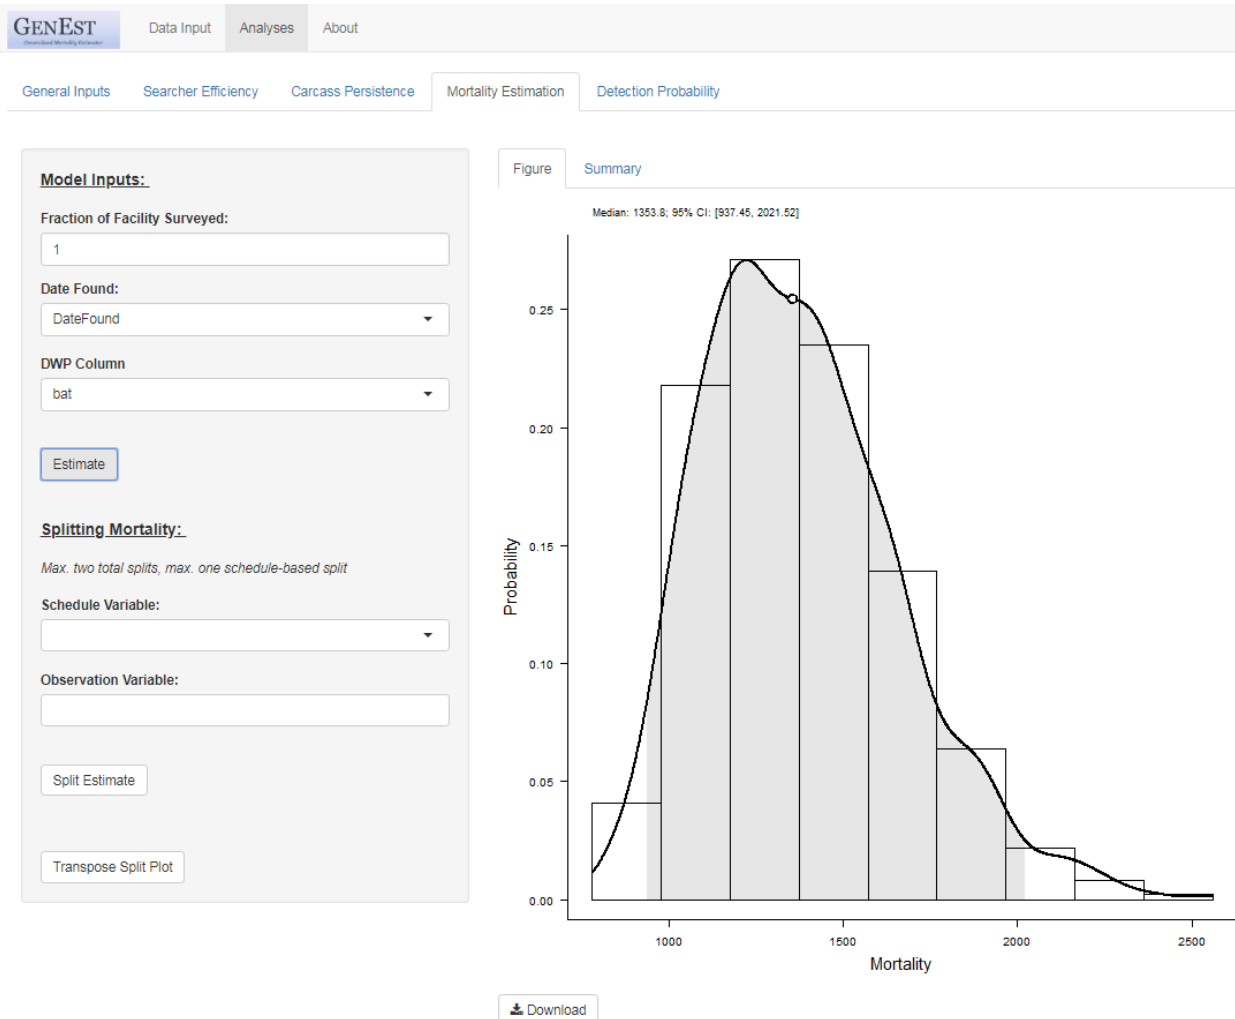 GENEST
Generalized Mortality Estimator
Data Input Analyses About
General Inputs Searcher Efficiency Carcass Persistence Mortality Estimation Detection Probability
Model Inputs:
Fraction of Facility Surveyed:
1
Date Found:
DateFound
DWP Column
bat
Estimate
Splitting Mortality:
Max. two total splits, max. one schedule-based split
Schedule Variable:
Observation Variable:
Split Estimate
Transpose Split Plot
Figure Summary
Median: 1353.8; 95% CI: [937.45, 2021.52]
Probability
0.25
0.20
0.15
0.10
0.05
0.00
1000 1500 2000 2500
Mortality
Download